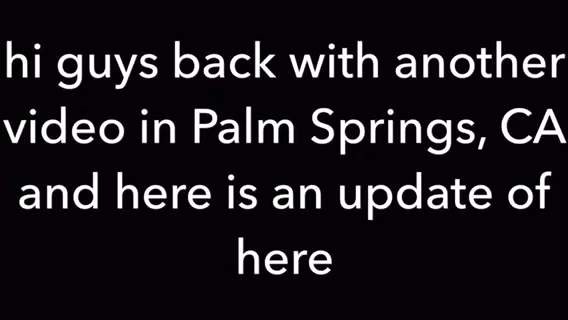 hi guys back with another
video in Palm Springs, CA
and here is an update of
here